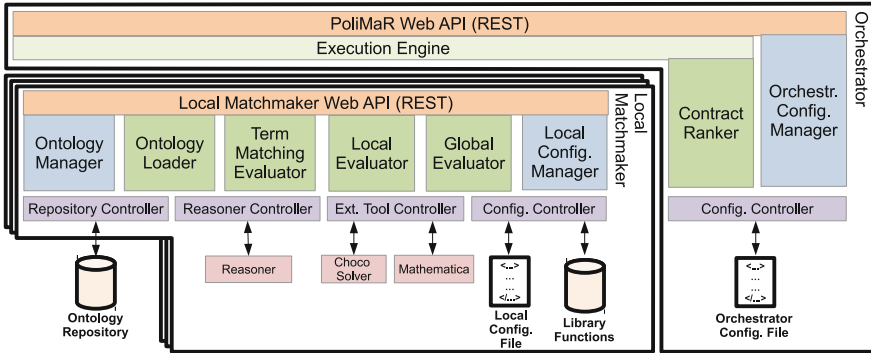 PoliMaR Web API (REST)
Execution Engine
Orchestrator
Contract
Ranker
Orchestr.
Config.
Manager
Config. Controller
<...>
...
...
</...>
Orchestrator
Config. File
Local Matchmaker Web API (REST)
Local
Matchmaker
Ontology
Manager
Ontology
Loader
Term
Matching
Evaluator
Local
Evaluator
Global
Evaluator
Local
Config.
Manager
Repository Controller
Reasoner Controller
Ext. Tool Controller
Config. Controller
Reasoner
Choco
Solver
Mathematica
<...>
...
...
</...>
Ontology
Repository
Local
Config.
File
Library
Functions